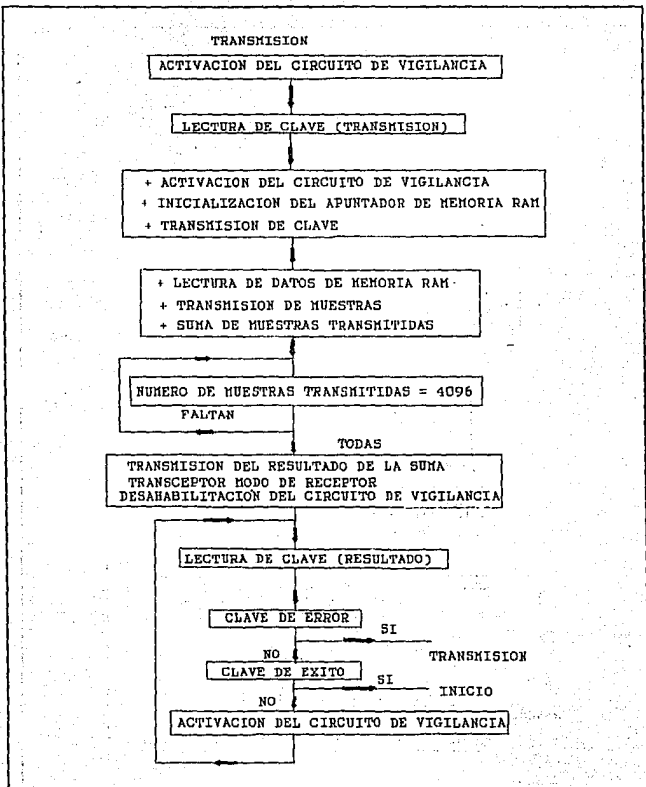 TRANSMISION
ACTIVACION DEL CIRCUITO DE VIGILANCIA
LECTURA DE CLAVE (TRANSMISION)
+ ACTIVACION DEL CIRCUITO DE VIGILANCIA
+ INICIALIZACION DEL APUNTADOR DE MEMORIA RAM
+ TRANSMISION DE CLAVE
+ LECTURA DE DATOS DE MEMORIA RAM
+ TRANSMISION DE MUESTRAS
+ SUMA DE MUESTRAS TRANSMITIDAS
NUMERO DE MUESTRAS TRANSMITIDAS = 4096
FALTAN
TODAS
TRANSMISION DEL RESULTADO DE LA SUMA
TRANSCEPTOR MODO DE RECEPTOR
DESAHABILITACION DEL CIRCUITO DE VIGILANCIA
LECTURA DE CLAVE (RESULTADO)
CLAVE DE ERROR
SI
NO
TRANSMISION
CLAVE DE EXITO
SI
INICIO
NO
ACTIVACION DEL CIRCUITO DE VIGILANCIA